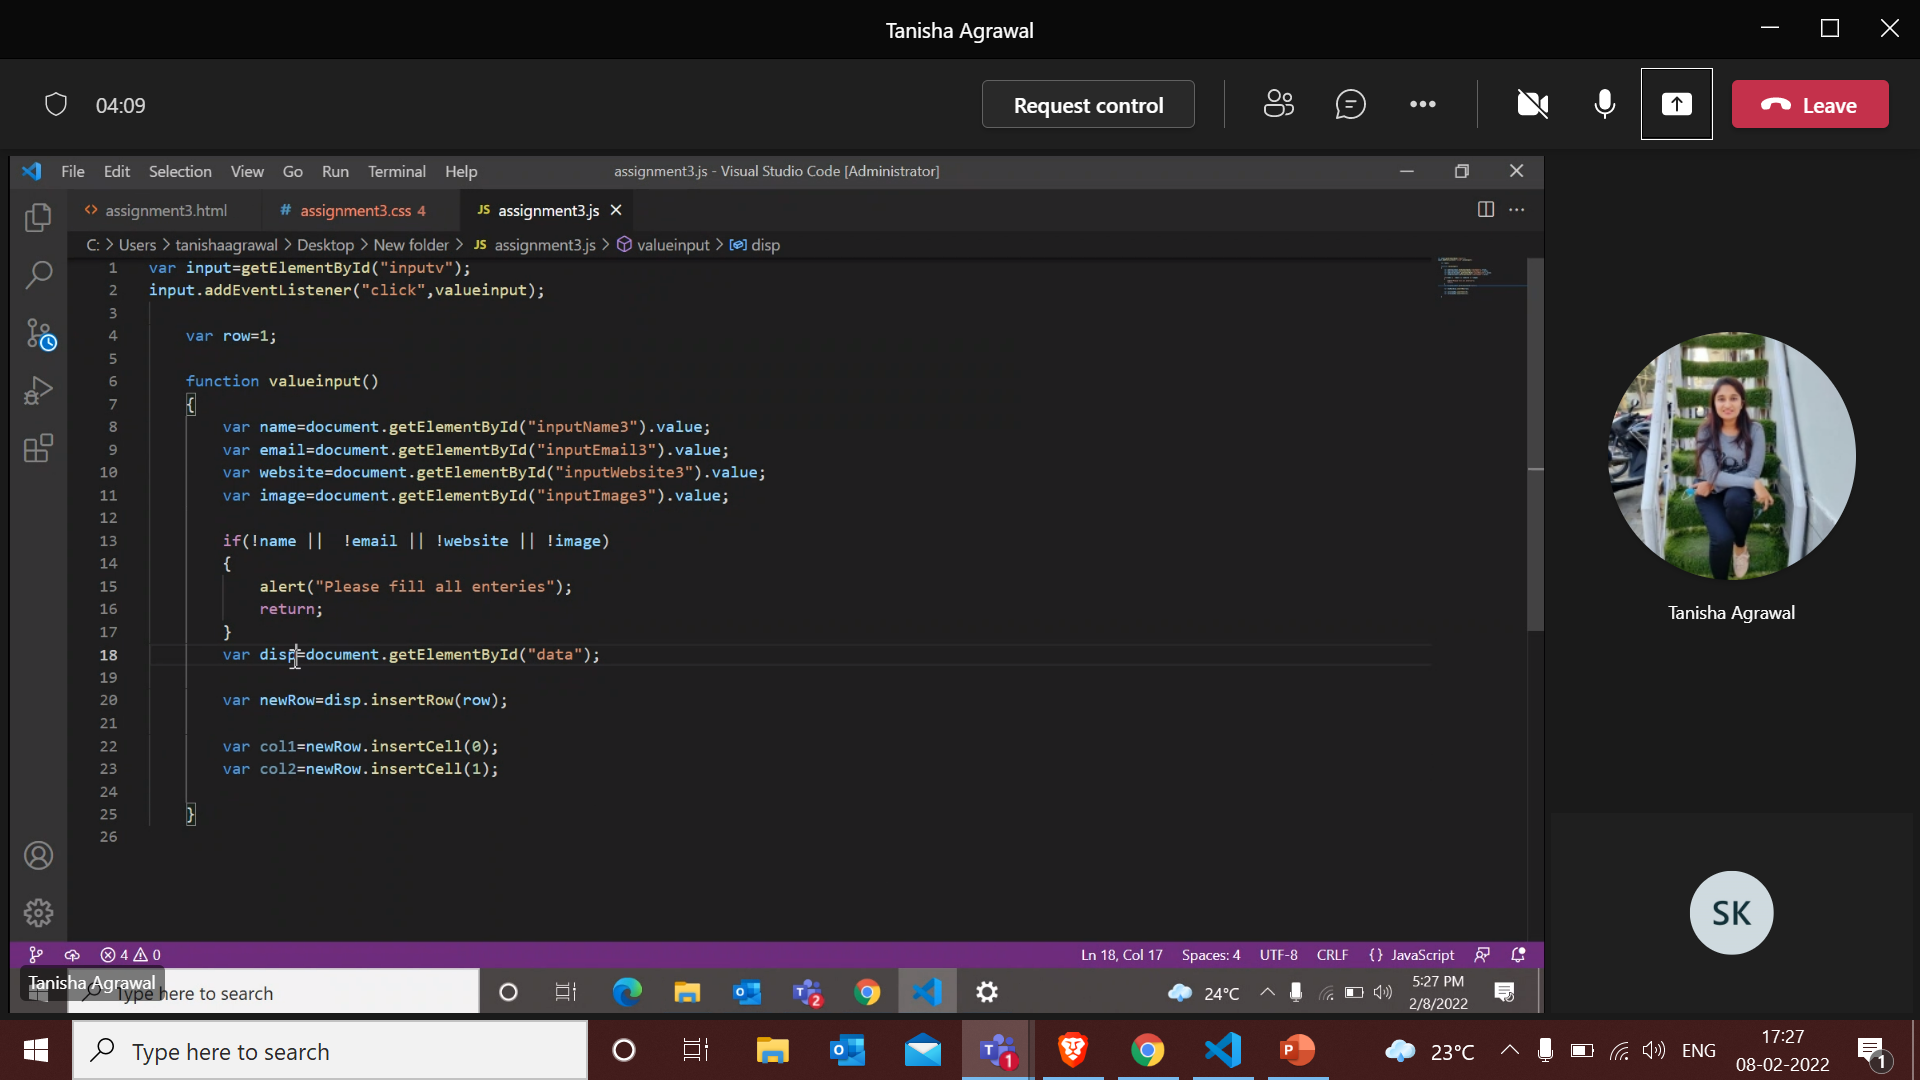 Tanisha Agrawal
04:09
Request control
Leave
File Edit Selection View Go Run Terminal Help
assignment3.js - Visual Studio Code [Administrator]
<> assignment3.html
# assignment3.css 4
JS assignment3.js
C: > Users > tanishaagrawal > Desktop > New folder > JS assignment3.js > valueinput > disp
1 var input=getElementById("inputv");
2 input.addEventListener("click",valueinput);
3
4 var row=1;
5
6 function valueinput()
7 {
8 var name=document.getElementById("inputName3").value;
9 var email=document.getElementById("inputEmail3").value;
10 var website=document.getElementById("inputWebsite3").value;
11 var image=document.getElementById("inputImage3").value;
12
13 if(!name || !email || !website || !image)
14 {
15 alert("Please fill all enteries");
16 return;
17 }
18 var disp=document.getElementById("data");
19
20 var newRow=disp.insertRow(row);
21
22 var col1=newRow.insertCell(0);
23 var col2=newRow.insertCell(1);
24
25 }
26
Tanisha Agrawal
SK
4 0
Ln 18, Col 17 Spaces: 4 UTF-8 CRLF {} JavaScript
Tanisha Agrawal
Type here to search
2
24°C
5:27 PM
2/8/2022
Type here to search
1
23°C
ENG
17:27
08-02-2022
1